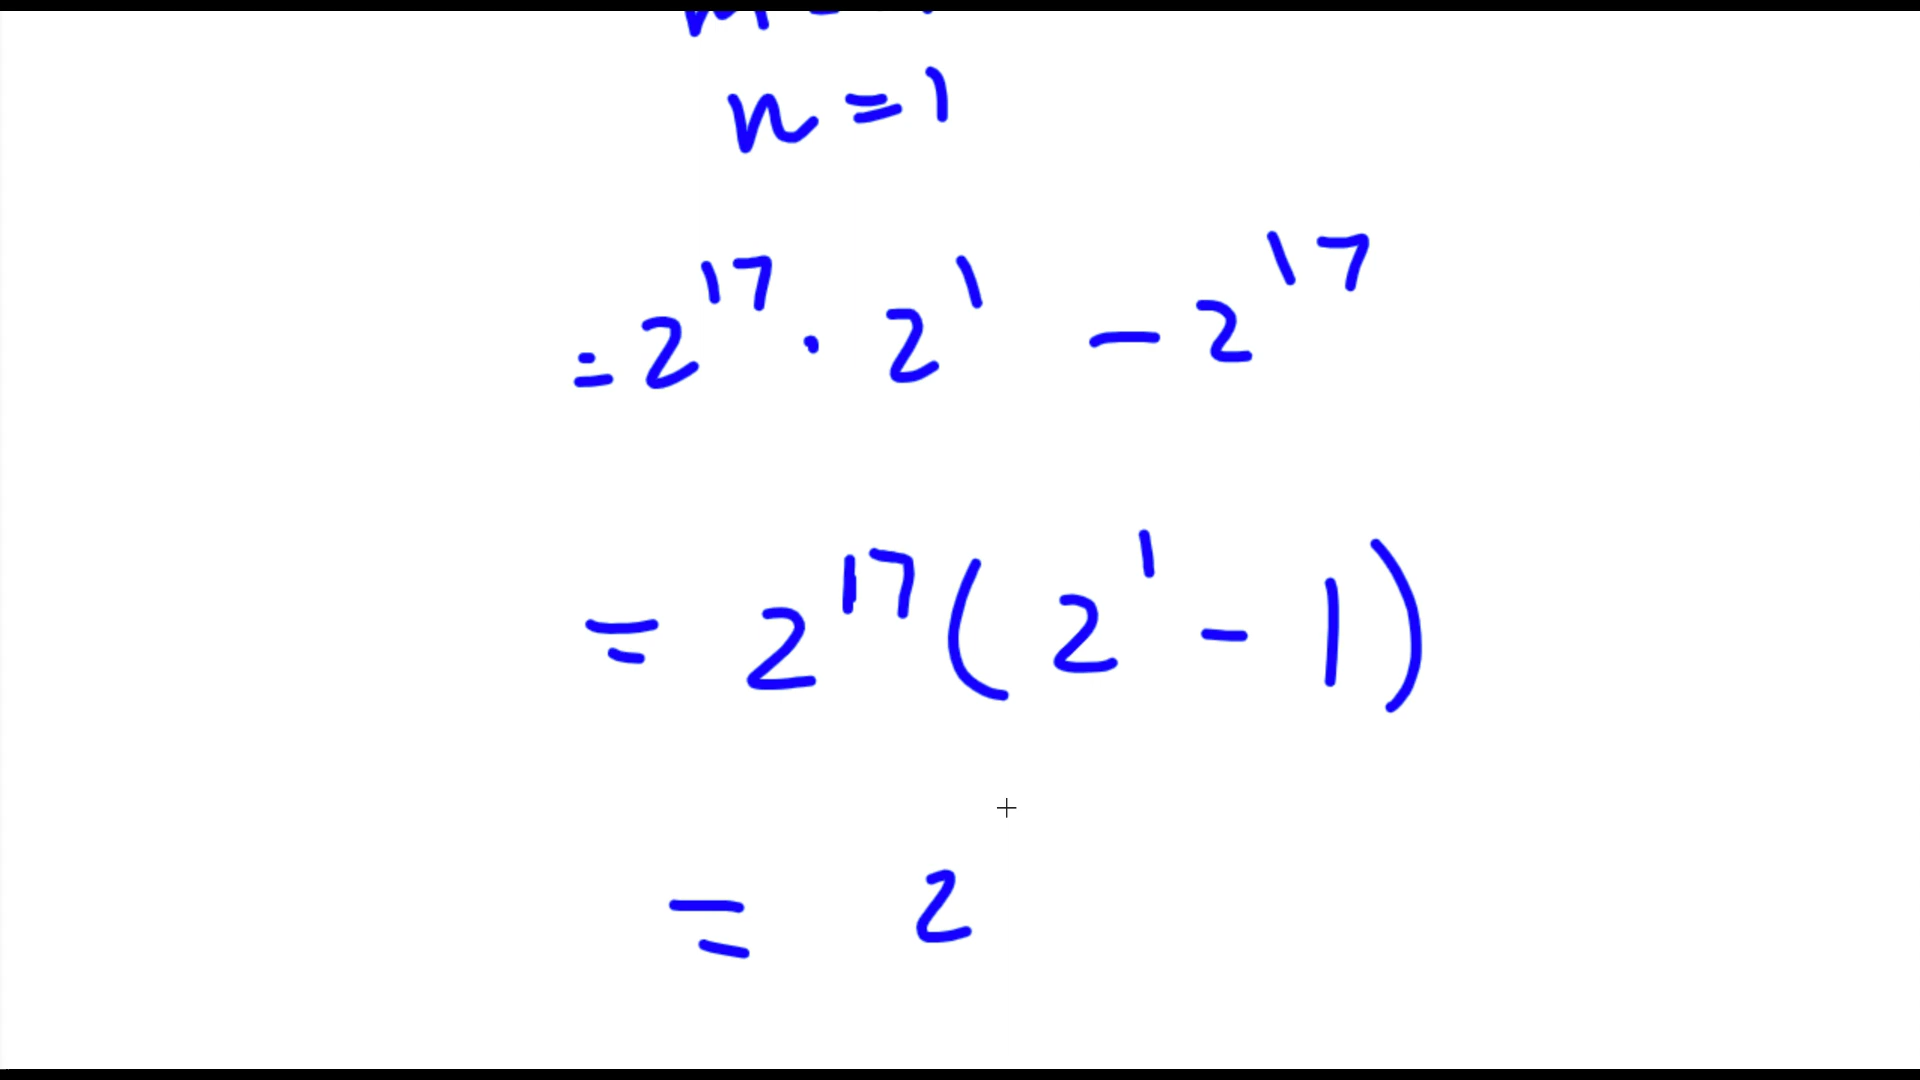 n = 1
= 2^17 · 2^1 - 2^17
= 2^17 (2^1 - 1)
= 2